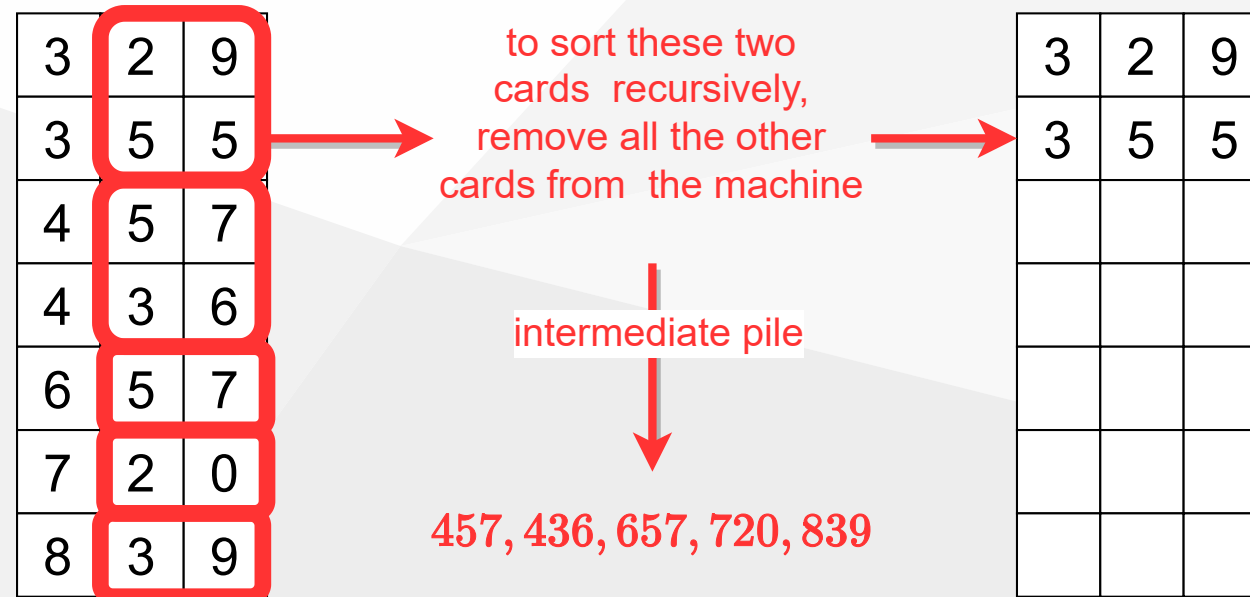 3 2 9
3 5 5
4 5 7
4 3 6
6 5 7
7 2 0
8 3 9
to sort these two
cards recursively,
remove all the other
cards from the machine
intermediate pile
457, 436, 657, 720, 839
3 2 9
3 5 5